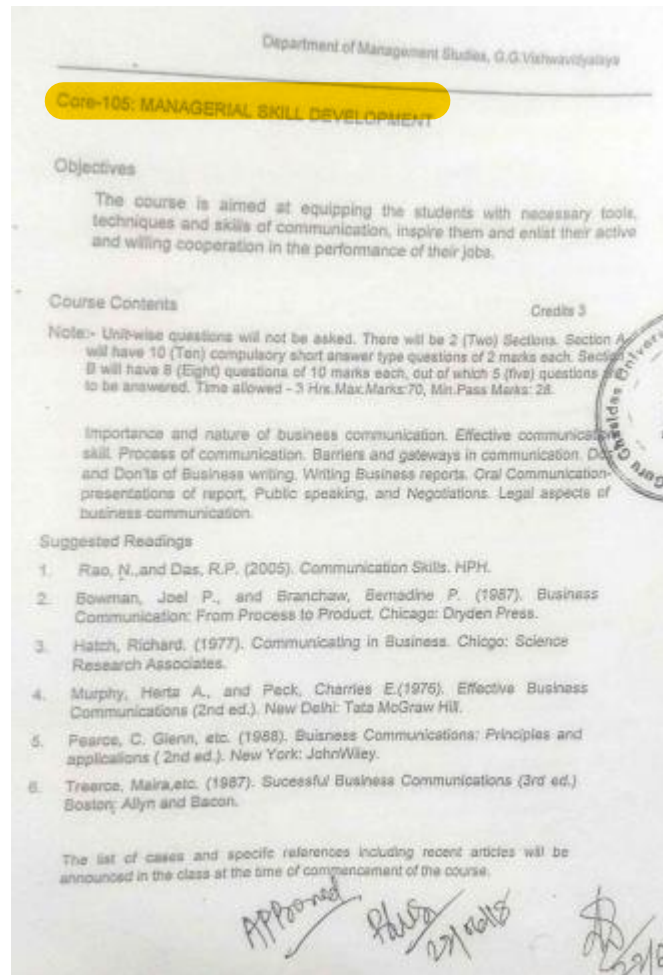 Department of Management Studies, G.G.Vishwavidyalaya
Core-105: MANAGERIAL SKILL DEVELOPMENT
Objectives
The course is aimed at equipping the students with necessary tools,
techniques and skills of communication, inspire them and enlist their active
and willing cooperation in the performance of their jobs.
Course Contents
Credits 3
Note:- Unit-wise questions will not be asked. There will be 2 (Two) Sections. Section A
will have 10 (Ten) compulsory short answer type questions of 2 marks each. Section
B will have 8 (Eight) questions of 10 marks each, out of which 5 (five) questions
to be answered. Time allowed - 3 Hrs.Max.Marks:70, Min.Pass Marks: 28.
Importance and nature of business communication. Effective communication
skill. Process of communication. Barriers and gateways in communication. Do's
and Don'ts of Business writing. Writing Business reports. Oral Communication-
presentations of report, Public speaking, and Negotiations. Legal aspects of
business communication.
Suggested Readings
1. Rao, N.,and Das, R.P. (2005). Communication Skills. HPH.
2. Bowman, Joel P., and Branchaw, Bernadine P. (1987). Business
Communication: From Process to Product. Chicago: Dryden Press.
3. Hatch, Richard. (1977). Communicating in Business. Chicgo: Science
Research Associates.
4. Murphy, Herta A., and Peck, Charrles E.(1976). Effective Business
Communications (2nd ed.). New Delhi: Tata McGraw Hill.
5. Pearce, C. Glenn, etc. (1988). Buisness Communications: Principles and
applications ( 2nd ed.). New York: JohnWiley.
6. Treerce, Maira,etc. (1987). Sucessful Business Communications (3rd ed.)
Boston: Allyn and Bacon.
The list of cases and specific references including recent articles will be
announced in the class at the time of commencement of the course.
Approved